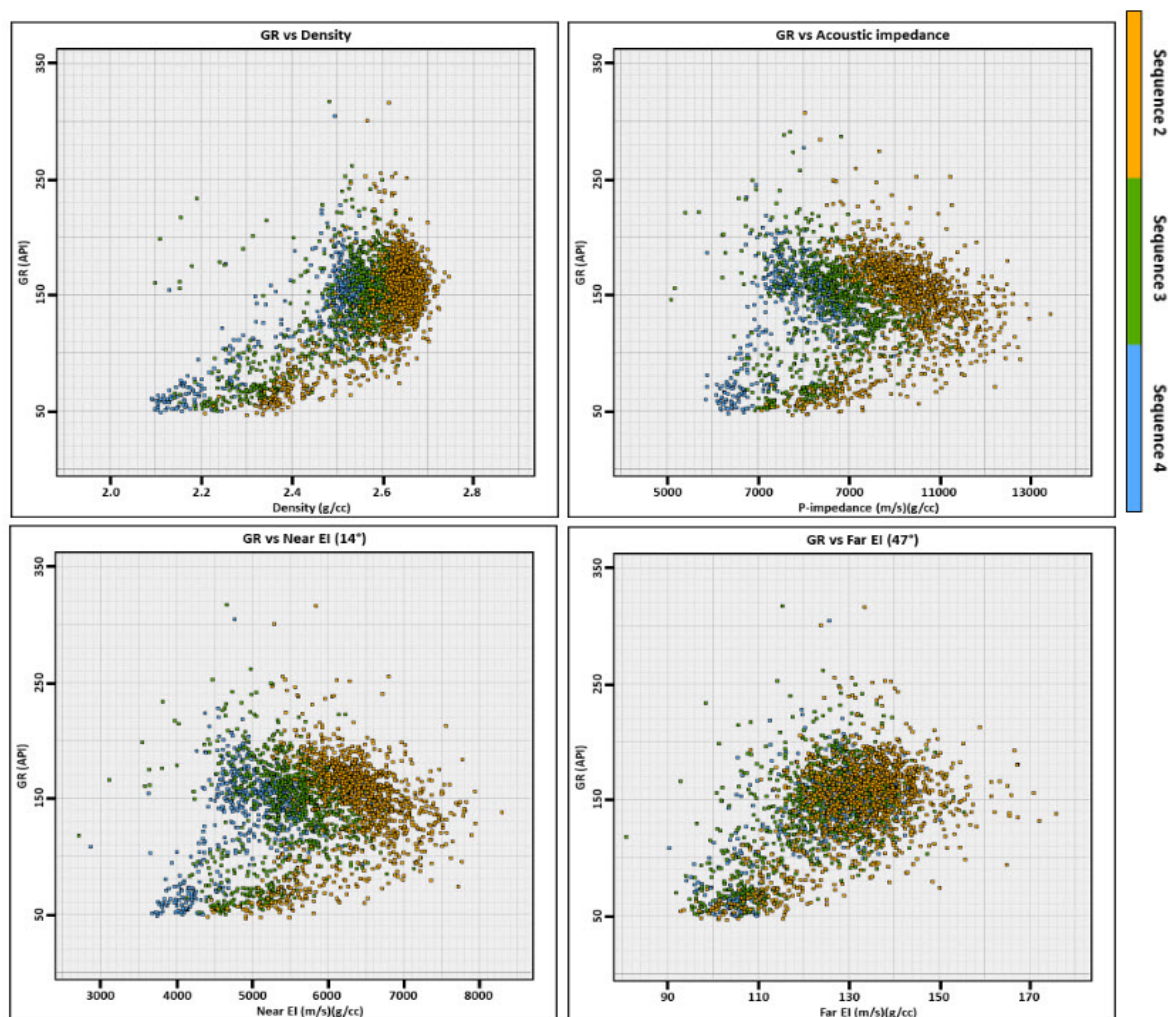 GR vs Density
350
250
150
50
GR (API)
2.0 2.2 2.4 2.6 2.8
Density (g/cc)
GR vs Acoustic impedance
350
250
150
50
GR (API)
5000 7000 7000 11000 13000
P-impedance (m/s)(g/cc)
Sequence 2
Sequence 3
Sequence 4
GR vs Near EI (14°)
350
250
150
50
GR (API)
3000 4000 5000 6000 7000 8000
Near EI (m/s)(g/cc)
GR vs Far EI (47°)
350
250
150
50
GR (API)
90 110 130 150 170
Far EI (m/s)(g/cc)